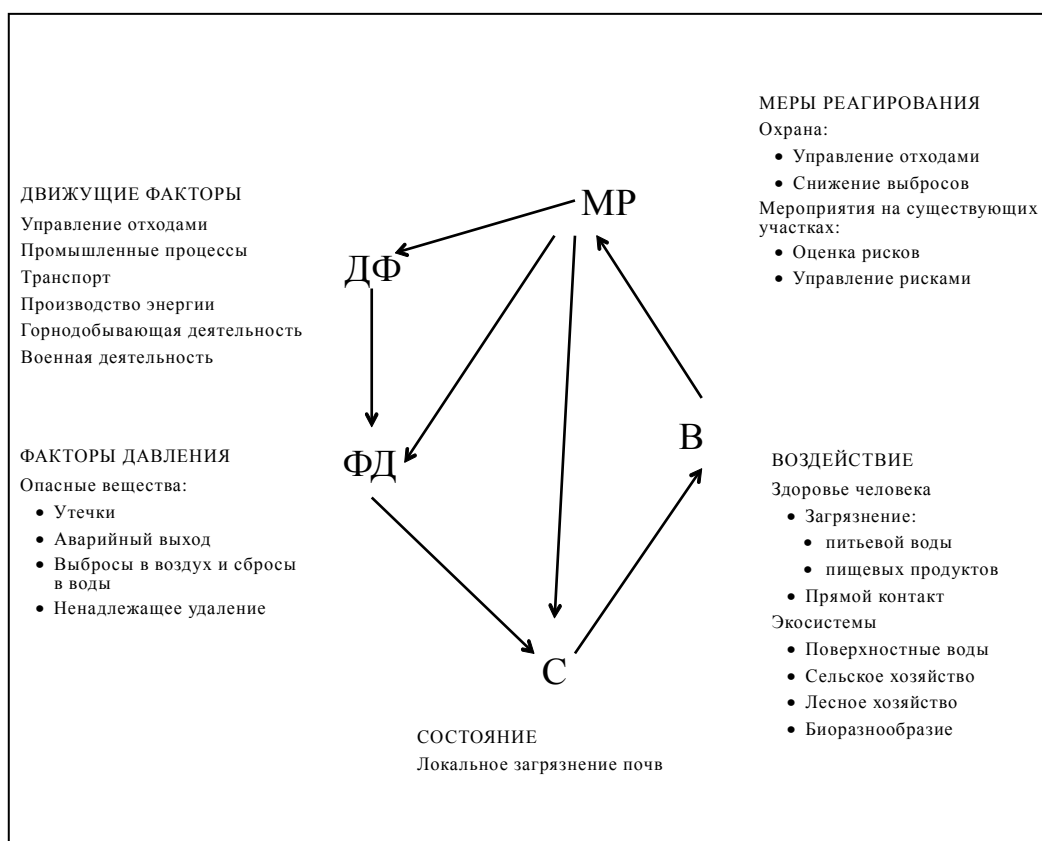 МЕРЫ РЕАГИРОВАНИЯ
Охрана:
• Управление отходами
• Снижение выбросов
Мероприятия на существующих
участках:
• Оценка рисков
• Управление рисками
МР
ДВИЖУЩИЕ ФАКТОРЫ
Управление отходами
Промышленные процессы
Транспорт
Производство энергии
Горнодобывающая деятельность
Военная деятельность
ДФ
ФАКТОРЫ ДАВЛЕНИЯ
Опасные вещества:
• Утечки
• Аварийный выход
• Выбросы в воздух и сбросы
в воды
• Ненадлежащее удаление
ФД
В
ВОЗДЕЙСТВИЕ
Здоровье человека
• Загрязнение:
• питьевой воды
• пищевых продуктов
• Прямой контакт
Экосистемы
• Поверхностные воды
• Сельское хозяйство
• Лесное хозяйство
• Биоразнообразие
С
СОСТОЯНИЕ
Локальное загрязнение почв